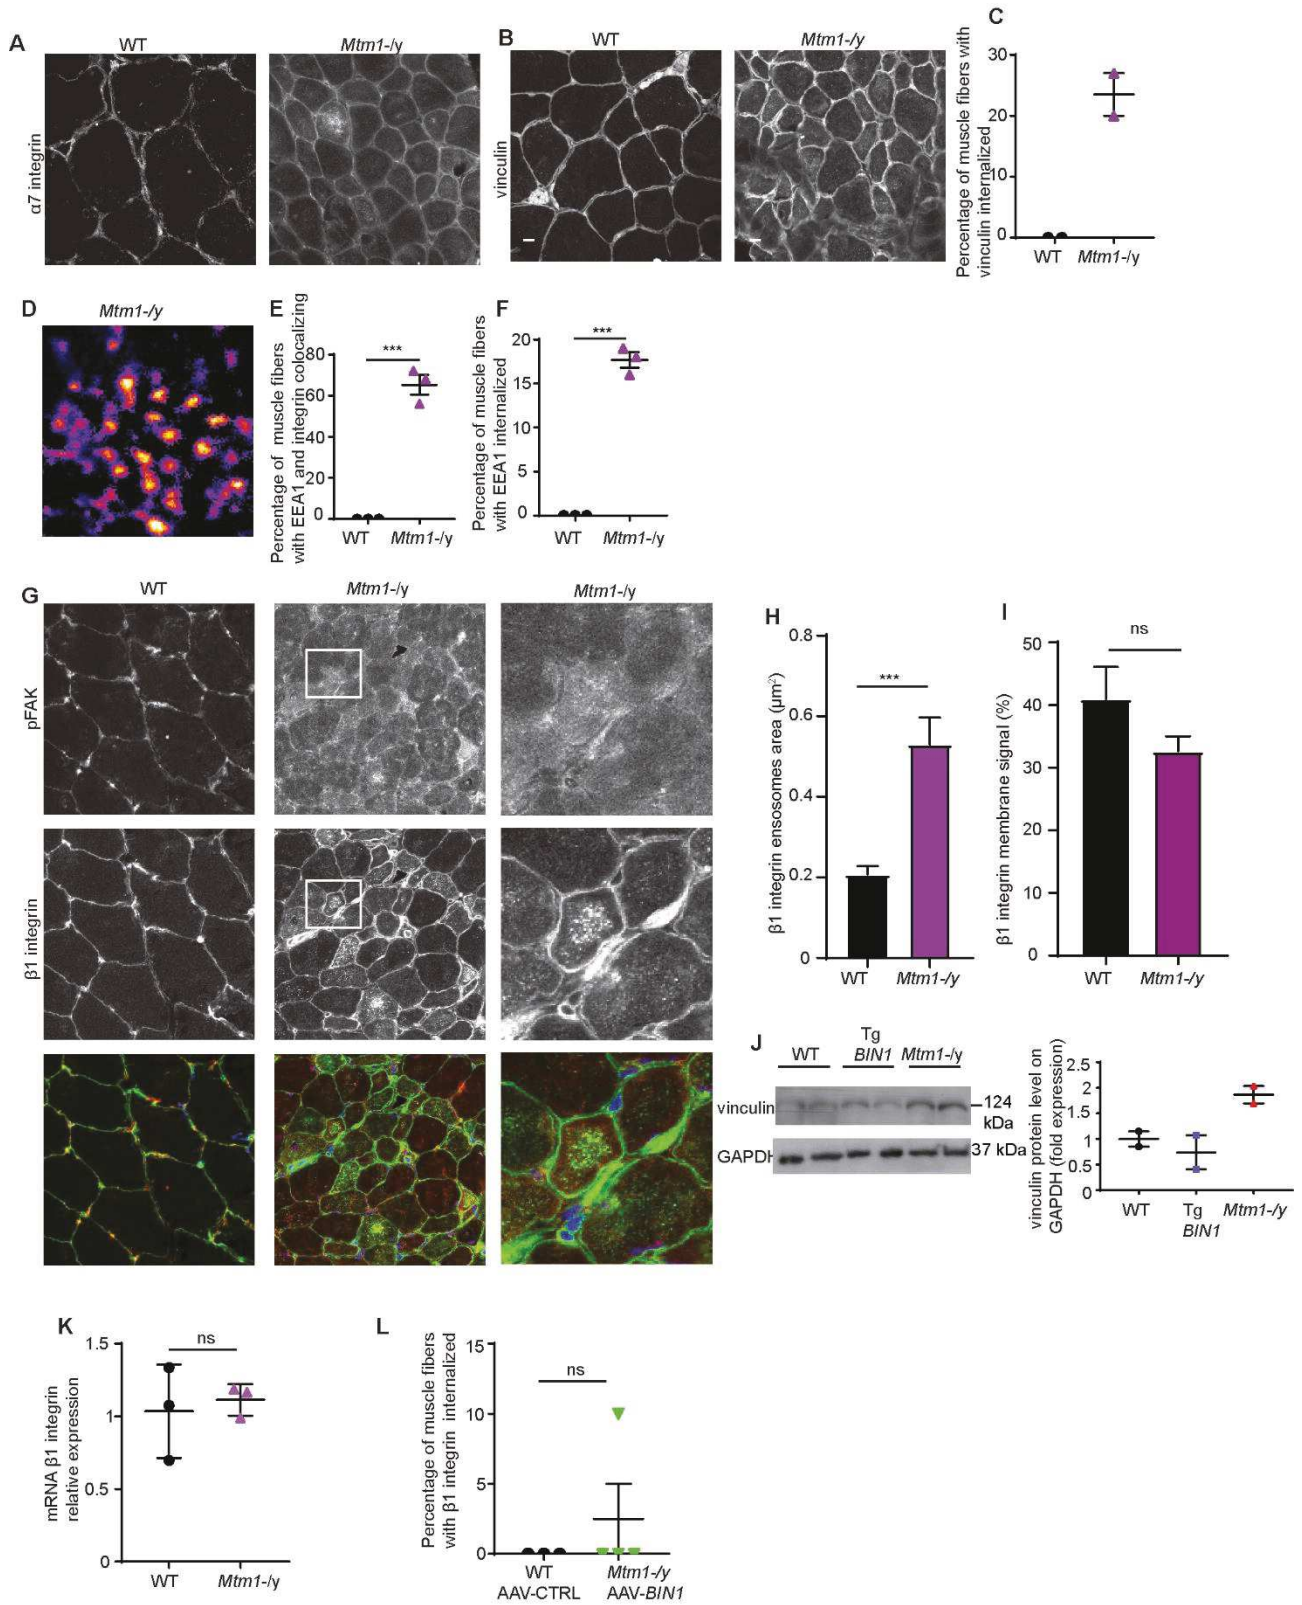 A
WT
Mtm1-/y
α7 integrin
B
WT
Mtm1-/y
vinculin
C
Percentage of muscle fibers with
vinculin internalized
30
20
10
0
WT
Mtm1-/y
D
Mtm1-/y
E
Percentage of muscle fibers
with EEA1 and integrin colocalizing
80
60
40
20
0
***
WT
Mtm1-/y
F
Percentage of muscle fibers
with EEA1 internalized
20
15
10
5
0
***
WT
Mtm1-/y
G
WT
Mtm1-/y
Mtm1-/y
pFAK
β1 integrin
H
β1 integrin ensosomes area (μm²)
0.8
0.6
0.4
0.2
0
***
WT
Mtm1-/y
I
β1 integrin membrane signal (%)
50
40
30
20
10
0
ns
WT
Mtm1-/y
J
WT
Tg
BIN1
Mtm1-/y
vinculin
124
kDa
GAPDH
37 kDa
vinculin protein level on
GAPDH (fold expression)
2.5
2
1.5
1
0.5
0
WT
Tg
BIN1
Mtm1-/y
K
mRNA β1 integrin
relative expression
1.5
1
0.5
0
ns
WT
Mtm1-/y
L
Percentage of muscle fibers
with β1 integrin internalized
15
10
5
0
ns
WT
AAV-CTRL
Mtm1-/y
AAV-BIN1